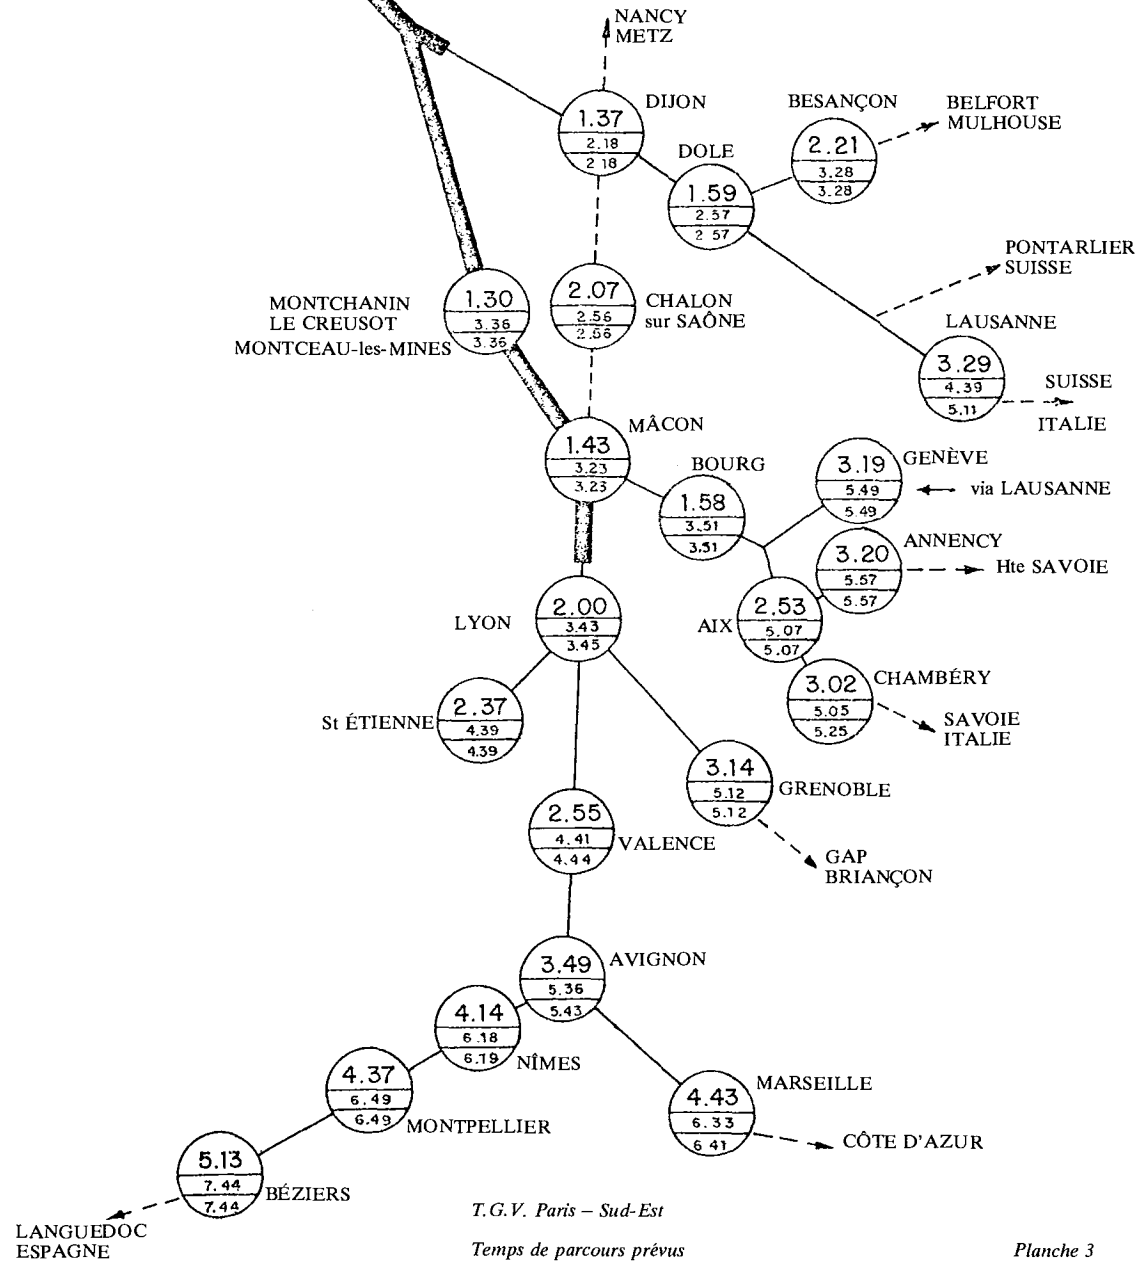 NANCY
METZ
DIJON
1.37
2.18
2 18
BESANÇON
2.21
3.28
3.28
BELFORT
MULHOUSE
DOLE
1.59
2.57
2 57
PONTARLIER
SUISSE
MONTCHANIN
LE CREUSOT
MONTCEAU-les-MINES
1.30
3.36
3.36
2.07
2.56
2.56
CHALON
sur SAÔNE
LAUSANNE
3.29
4.39
5.11
SUISSE
ITALIE
MÂCON
1.43
3.23
3.23
BOURG
1.58
3.51
3.51
GENÈVE
3.19
5.49
5.49
via LAUSANNE
ANNENCY
3.20
5.57
5.57
Hte SAVOIE
LYON
2.00
3.43
3.45
AIX
2.53
5.07
5.07
CHAMBÉRY
3.02
5.05
5.25
SAVOIE
ITALIE
St ÉTIENNE
2.37
4.39
4.39
3.14
5.12
5.12
GRENOBLE
2.55
4.41
4.44
VALENCE
GAP
BRIANÇON
AVIGNON
3.49
5.36
5.43
4.14
6.18
6.19
NÎMES
4.37
6.49
6.49
MONTPELLIER
MARSEILLE
4.43
6.33
6 41
CÔTE D'AZUR
5.13
7.44
7.44
BÉZIERS
LANGUEDOC
ESPAGNE
T.G.V. Paris – Sud-Est
Temps de parcours prévus
Planche 3